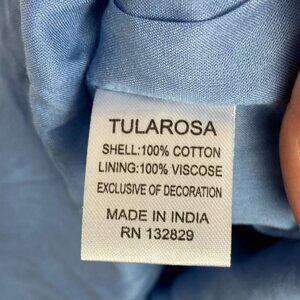 TULAROSA
SHELL:100% COTTON
LINING:100% VISCOSE
EXCLUSIVE OF DECORATION
MADE IN INDIA
RN 132829